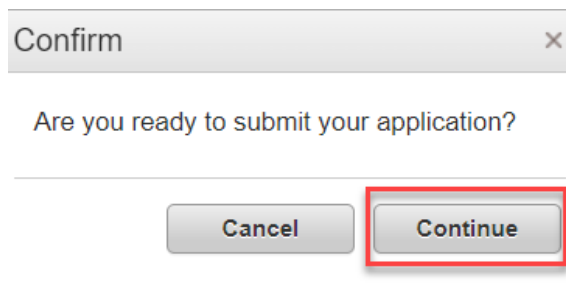 Confirm ×
Are you ready to submit your application?
Cancel Continue